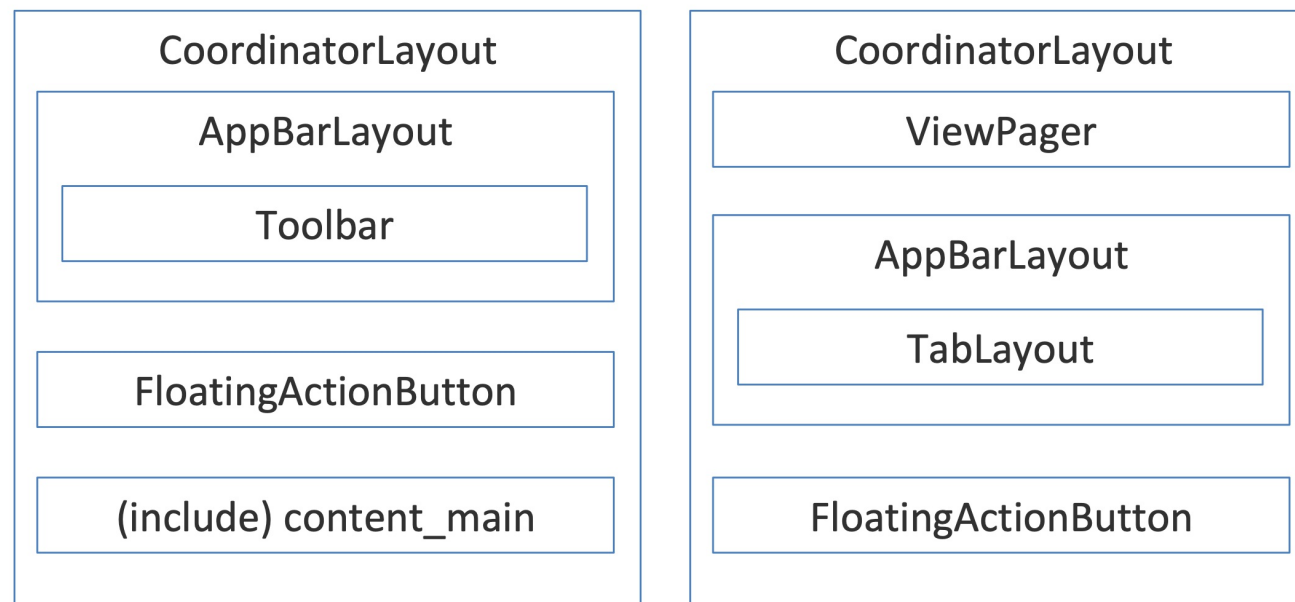 CoordinatorLayout
AppBarLayout
Toolbar
FloatingActionButton
(include) content_main
CoordinatorLayout
ViewPager
AppBarLayout
TabLayout
FloatingActionButton